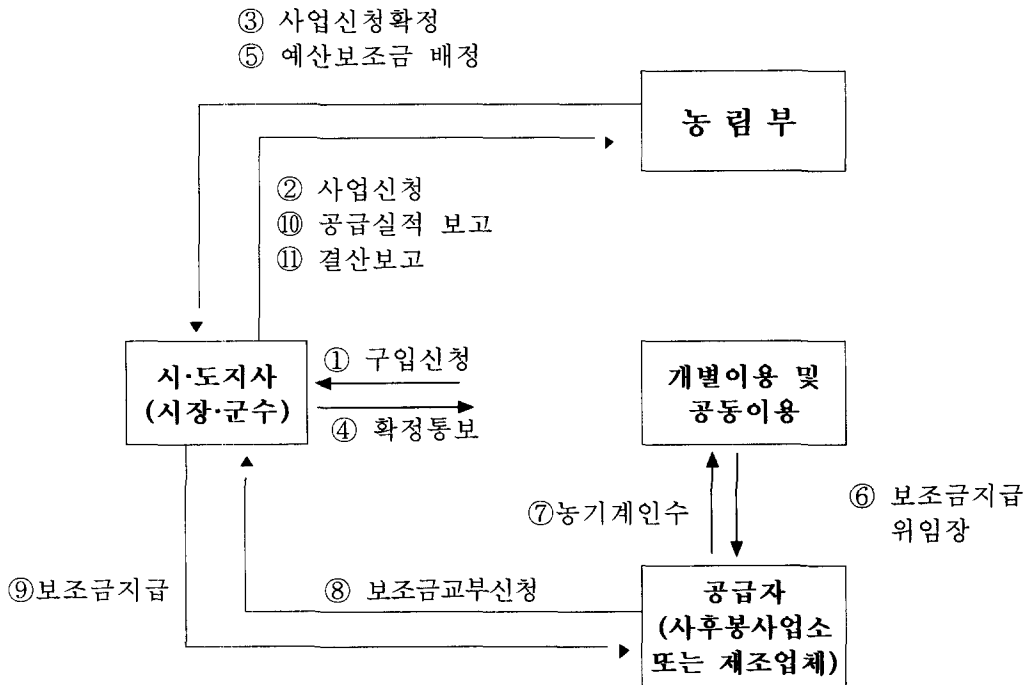 ③ 사업신청확정
⑤ 예산보조금 배정
농 림 부
② 사업신청
⑩ 공급실적 보고
⑪ 결산보고
시·도지사
(시장·군수)
① 구입신청
④ 확정통보
개별이용 및
공동이용
⑦농기계인수
⑥ 보조금지급
위임장
⑨보조금지급
⑧ 보조금교부신청
공급자
(사후봉사업소
또는 제조업체)